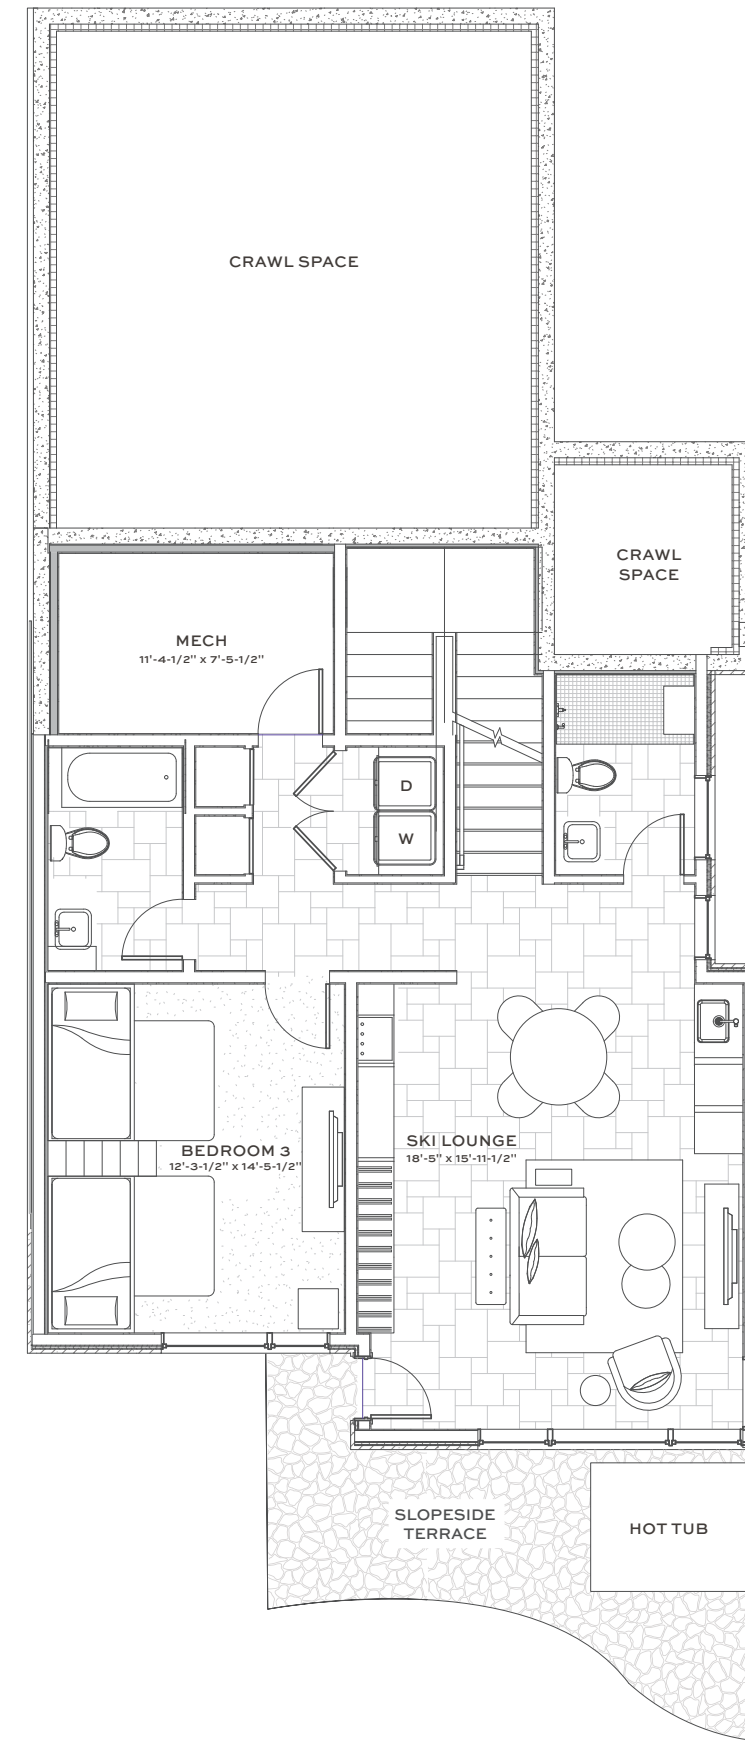 CRAWL SPACE
CRAWL
SPACE
MECH
11'-4-1/2" x 7'-5-1/2"
D
W
BEDROOM 3
12'-3-1/2" x 14'-5-1/2"
SKI LOUNGE
18'-5" x 15'-11-1/2"
SLOPESIDE
TERRACE
HOT TUB